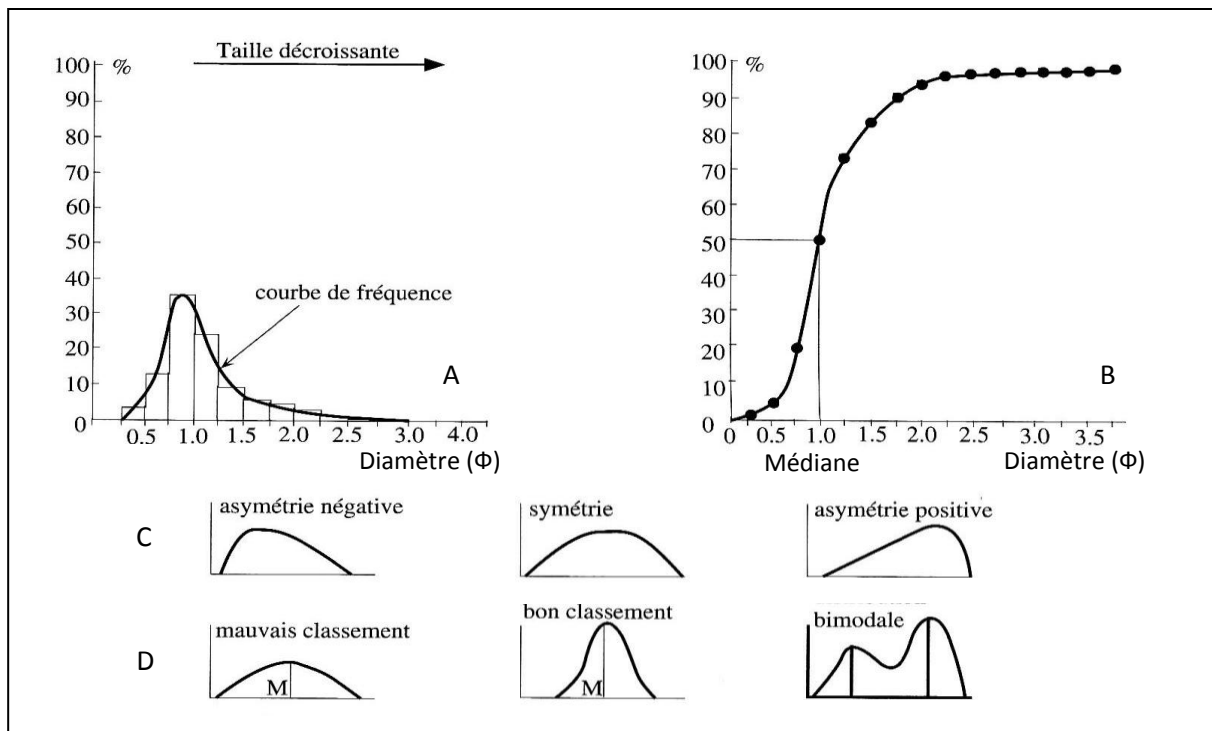 Taille décroissante
100 %
90
80
70
60
50
40
30
20
10
0
courbe de fréquence
A
0.5 1.0 1.5 2.0 2.5 3.0 4.0
Diamètre (Φ)
100 %
90
80
70
60
50
40
30
20
10
0
B
0 0.5 1.0 1.5 2.0 2.5 3.0 3.5
Médiane Diamètre (Φ)
C
asymétrie négative
symétrie
asymétrie positive
D
mauvais classement
M
bon classement
M
bimodale